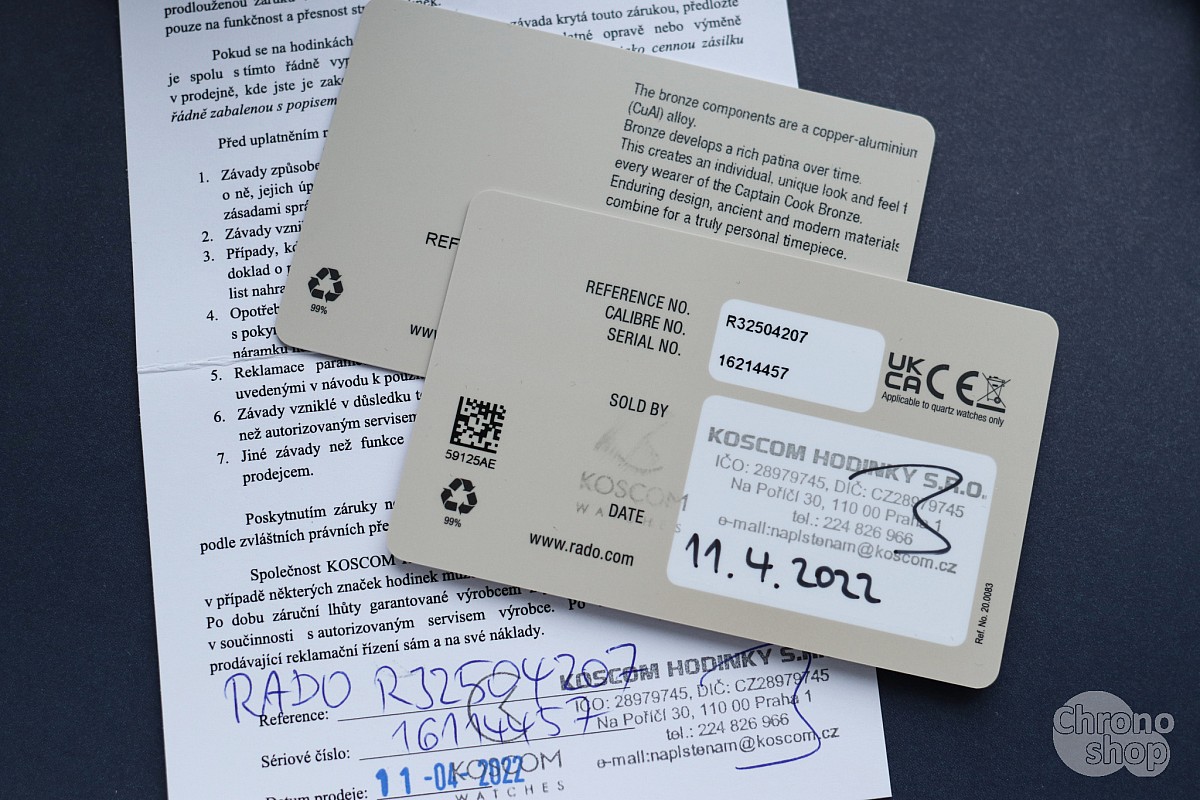 prodlouženou záruku
pouze na funkčnost a přesnost
závada krytá touto zárukou, předložte
opravě nebo výměně
cennou zásilku
Pokud se na hodinkách
je spolu s tímto řádně
v prodejně, kde jste je
řádně zabalenou s popisem
Před uplatněním
1. Závady
o ně, jejich
zásadami
2. Závady
3. Případy,
doklad o
list
4.
s
náramku
5. Reklamace
uvedenými v návodu k
6. Závady vzniklé v důsledku
než autorizovaným servisem
7. Jiné závady než funkce
prodejcem.
Poskytnutím záruky
podle zvláštních právních
Společnost KOSCOM
v případě některých značek hodinek
Po dobu záruční lhůty garantované výrobcem
v součinnosti s autorizovaným servisem výrobce. Po
prodávající reklamační řízení sám a na své náklady.
RADO R32504207
Reference:
16114457
Sériové číslo:
11 -04- 2022
Datum prodeje:
KOSCOM
WATCHES
KOSCOM HODINKY
IČO: 28979745, DIČ: CZ28979745
Na Poříčí 30, 110 00 Praha 1
tel.: 224 826 966
e-mail:naplstenam@koscom.cz
The bronze components are a copper-aluminium
(CuAl) alloy.
Bronze develops a rich patina over time.
This creates an individual, unique look and feel
every wearer of the Captain Cook Bronze.
Enduring design, ancient and modern materials
combine for a truly personal timepiece.
99%
REFERENCE NO.
CALIBRE NO.
SERIAL NO.
R32504207
16214457
UK
CA CE
Applicable to quartz watches only
SOLD BY
KOSCOM
WATCHES
DATE
59125AE
99%
www.rado.com
KOSCOM HODINKY S.R.O.
IČO: 28979745, DIČ: CZ28979745
Na Poříčí 30, 110 00 Praha 1
tel.: 224 826 966
e-mail:naplstenam@koscom.cz
11.4.2022
Ref. No. 20.0083
Chrono
shop